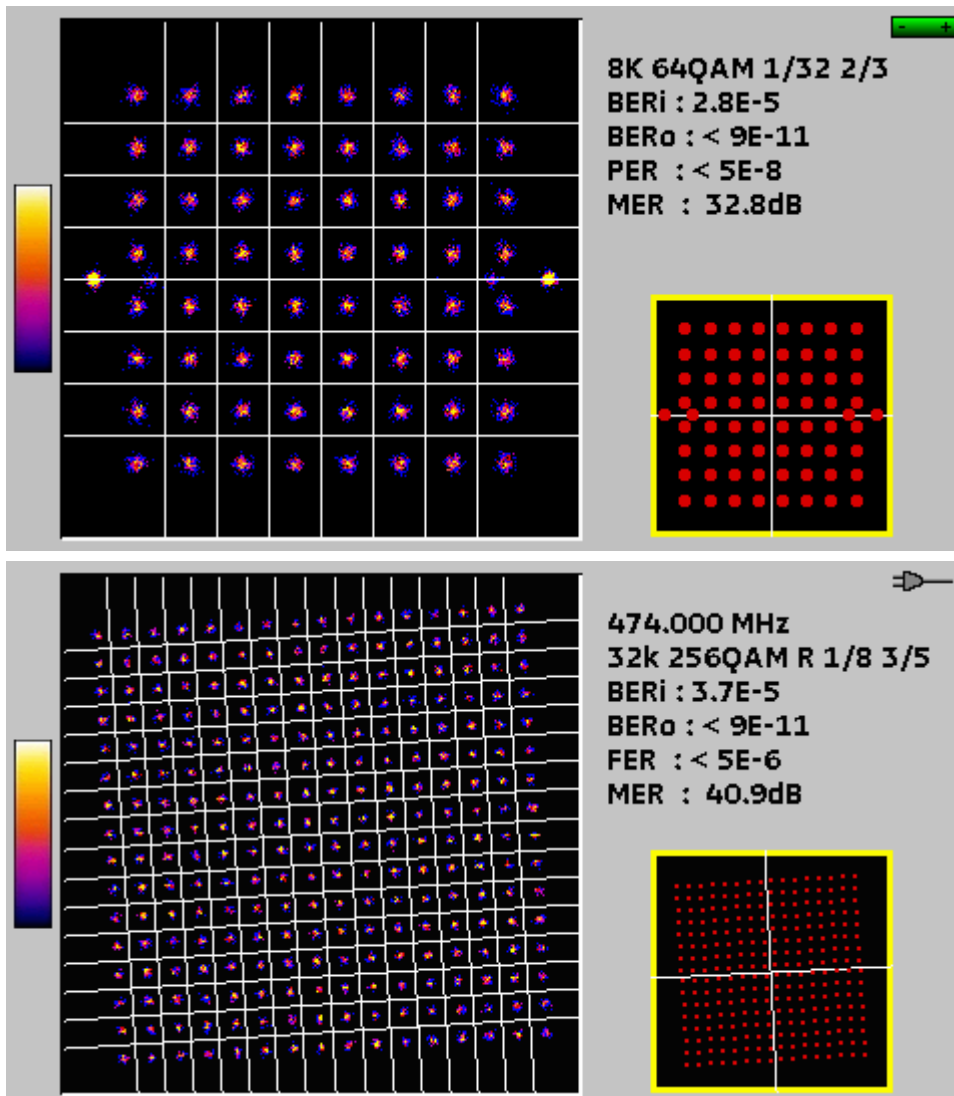 8K 64QAM 1/32 2/3
BERi : 2.8E-5
BERo : < 9E-11
PER : < 5E-8
MER : 32.8dB
474.000 MHz
32k 256QAM R 1/8 3/5
BERi : 3.7E-5
BERo : < 9E-11
FER : < 5E-6
MER : 40.9dB